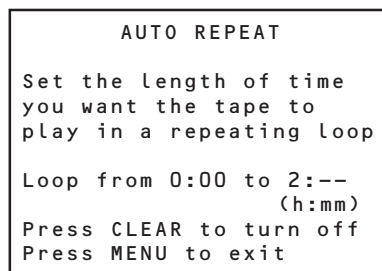 AUTO REPEAT
Set the length of time
you want the tape to
play in a repeating loop
Loop from 0:00 to 2:--
(h:mm)
Press CLEAR to turn off
Press MENU to exit